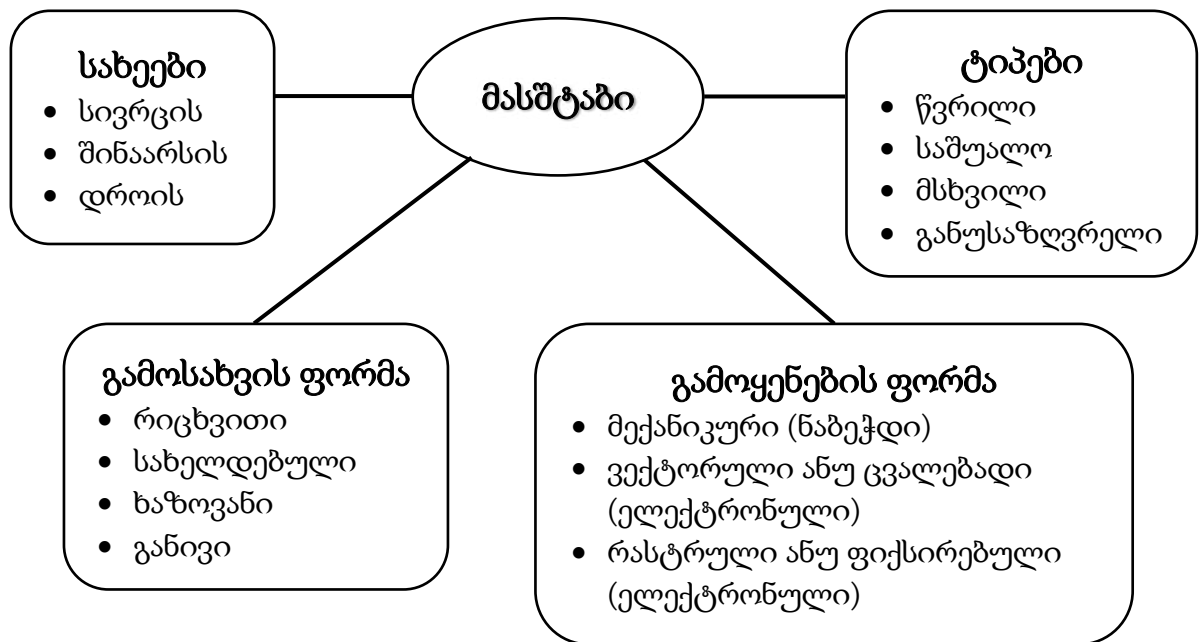 მასშტაბი
სახეები
• სივრცის
• შინაარსის
• დროის
ტიპები
• წვრილი
• საშუალო
• მსხვილი
• განუსაზღვრელი
გამოსახვის ფორმა
• რიცხვითი
• სახელდებული
• ხაზოვანი
• განივი
გამოყენების ფორმა
• მექანიკური (ნაბეჭდი)
• ვექტორული ანუ ცვალებადი
(ელექტრონული)
• რასტრული ანუ ფიქსირებული
(ელექტრონული)